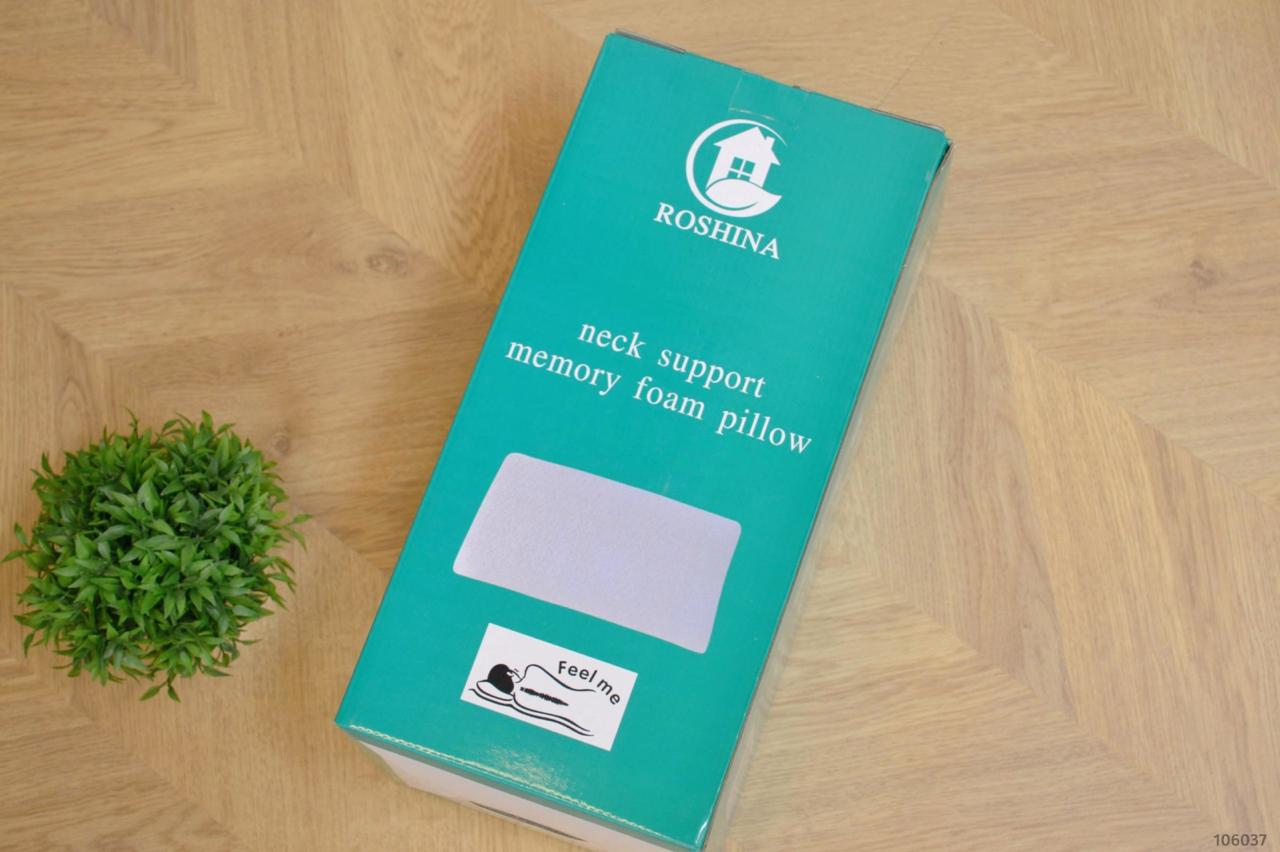 ROSHINA
neck support
memory foam pillow
Feel me
106037